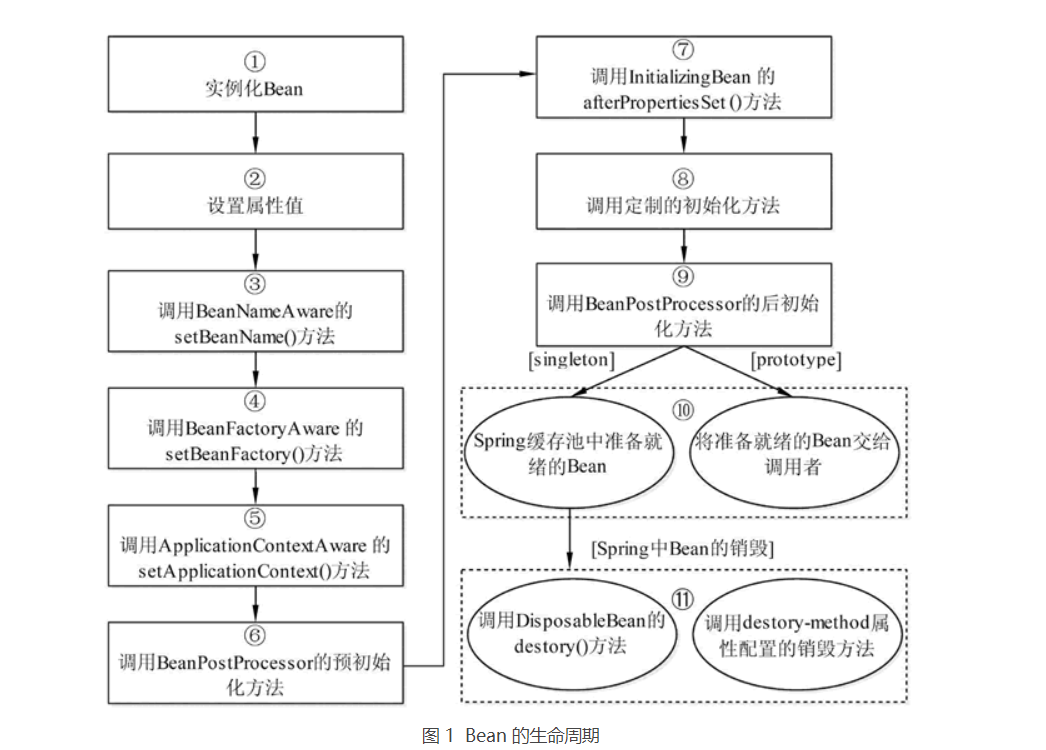 ①
实例化Bean
②
设置属性值
③
调用BeanNameAware的
setBeanName()方法
④
调用BeanFactoryAware 的
setBeanFactory()方法
⑤
调用ApplicationContextAware 的
setApplicationContext()方法
⑥
调用BeanPostProcessor的预初始
化方法
⑦
调用InitializingBean 的
afterPropertiesSet ()方法
⑧
调用定制的初始化方法
⑨
调用BeanPostProcessor的后初始
化方法
[singleton]
[prototype]
⑩
Spring缓存池中准备就
绪的Bean
将准备就绪的Bean交给
调用者
[Spring中Bean的销毁]
⑪
调用DisposableBean的
destory()方法
调用destory-method属
性配置的销毁方法
图 1 Bean 的生命周期